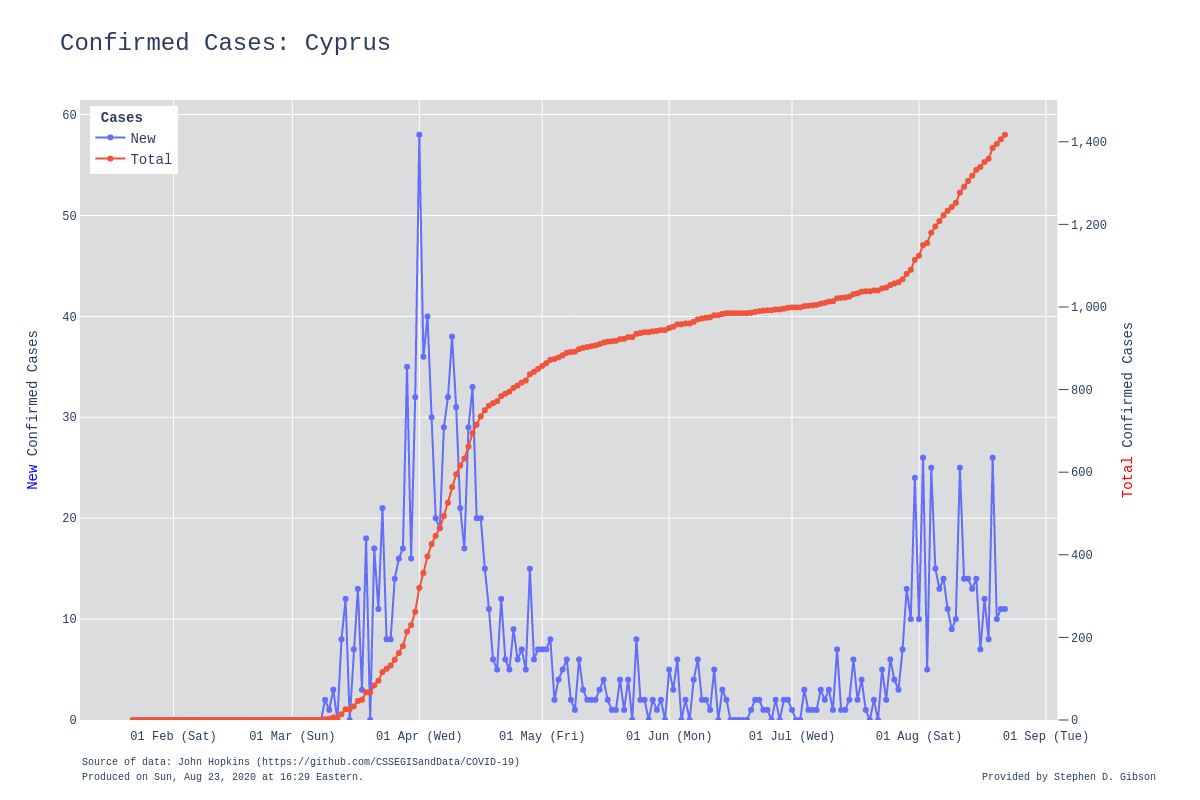 Confirmed Cases: Cyprus
Cases
New
Total
60
50
40
30
20
10
0
1,400
1,200
1,000
800
600
400
200
0
New Confirmed Cases
Total Confirmed Cases
01 Feb (Sat) 01 Mar (Sun) 01 Apr (Wed) 01 May (Fri) 01 Jun (Mon) 01 Jul (Wed) 01 Aug (Sat) 01 Sep (Tue)
Source of data: John Hopkins (https://github.com/CSSEGISandData/COVID-19)
Produced on Sun, Aug 23, 2020 at 16:29 Eastern.
Provided by Stephen D. Gibson